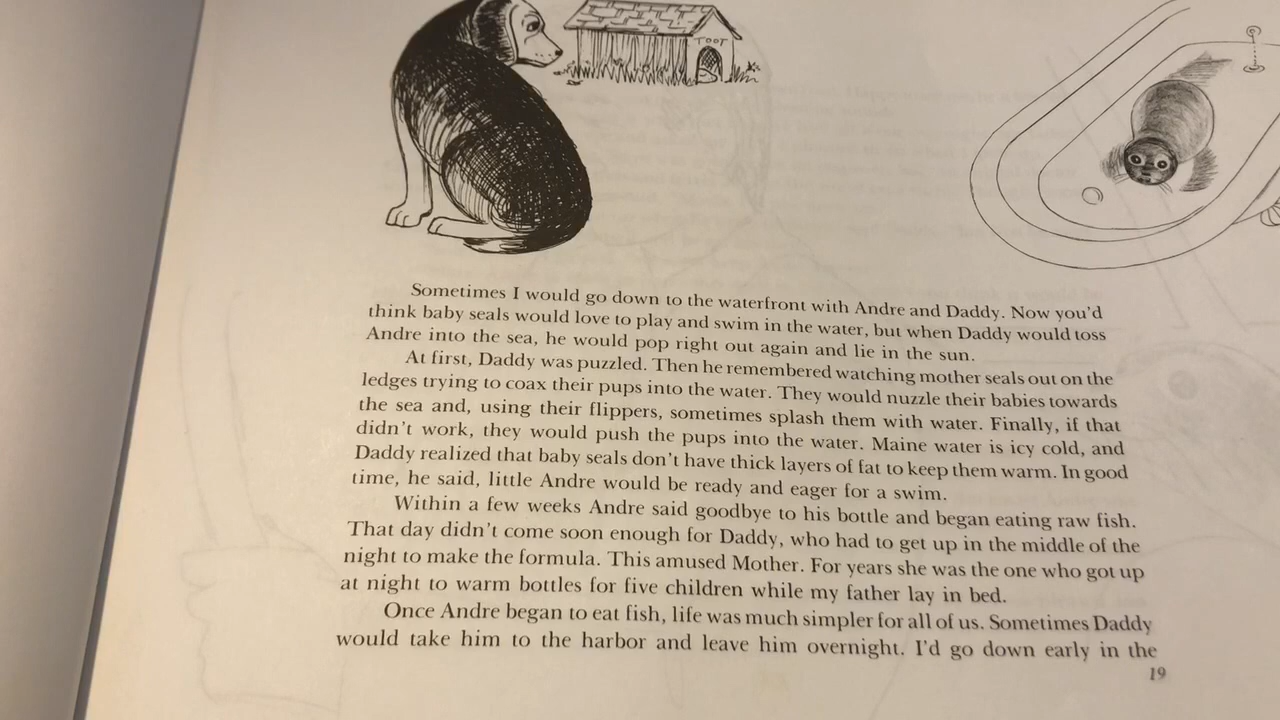 TOOT
Sometimes I would go down to the waterfront with Andre and Daddy. Now you'd
think baby seals would love to play and swim in the water, but when Daddy would toss
Andre into the sea, he would pop right out again and lie in the sun.
At first, Daddy was puzzled. Then he remembered watching mother seals out on the
ledges trying to coax their pups into the water. They would nuzzle their babies towards
the sea and, using their flippers, sometimes splash them with water. Finally, if that
didn't work, they would push the pups into the water. Maine water is icy cold, and
Daddy realized that baby seals don't have thick layers of fat to keep them warm. In good
time, he said, little Andre would be ready and eager for a swim.
Within a few weeks Andre said goodbye to his bottle and began eating raw fish.
That day didn't come soon enough for Daddy, who had to get up in the middle of the
night to make the formula. This amused Mother. For years she was the one who got up
at night to warm bottles for five children while my father lay in bed.
Once Andre began to eat fish, life was much simpler for all of us. Sometimes Daddy
would take him to the harbor and leave him overnight. I'd go down early in the
19